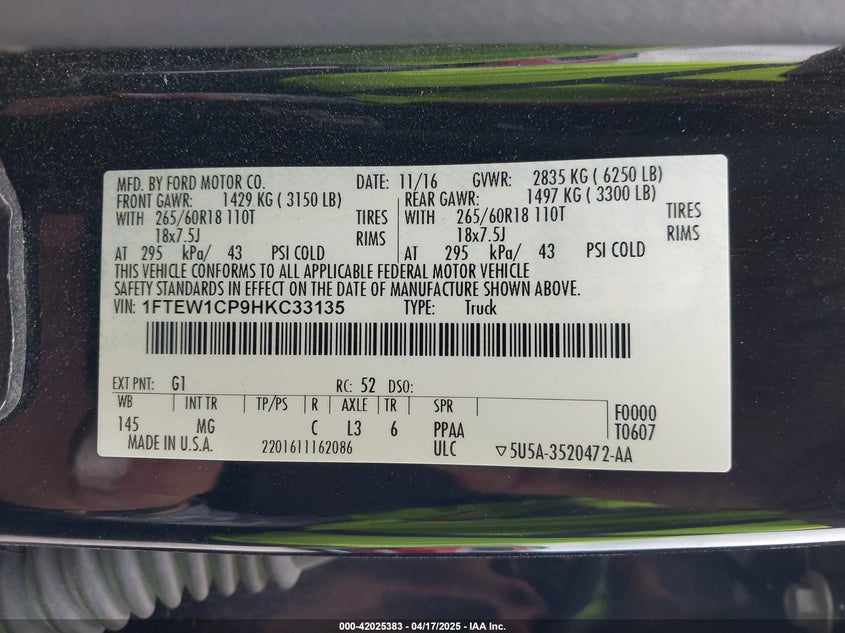 MFD. BY FORD MOTOR CO. DATE: 11/16 GVWR: 2835 KG ( 6250 LB)
FRONT GAWR: 1429 KG ( 3150 LB) REAR GAWR: 1497 KG ( 3300 LB)
WITH 265/60R18 110T TIRES WITH 265/60R18 110T TIRES
18x7.5J RIMS 18x7.5J RIMS
AT 295 kPa/ 43 PSI COLD AT 295 kPa/ 43 PSI COLD
THIS VEHICLE CONFORMS TO ALL APPLICABLE FEDERAL MOTOR VEHICLE
SAFETY STANDARDS IN EFFECT ON THE DATE OF MANUFACTURE SHOWN ABOVE.
VIN: 1FTEW1CP9HKC33135 TYPE: Truck
EXT PNT: G1 RC: 52 DSO:
WB INT TR TP/PS R AXLE TR SPR F0000
145 MG C L3 6 PPAA T0607
MADE IN U.S.A. 2201611162086 ULC ▽5U5A-3520472-AA
000-42025383 - 04/17/2025 - IAA Inc.